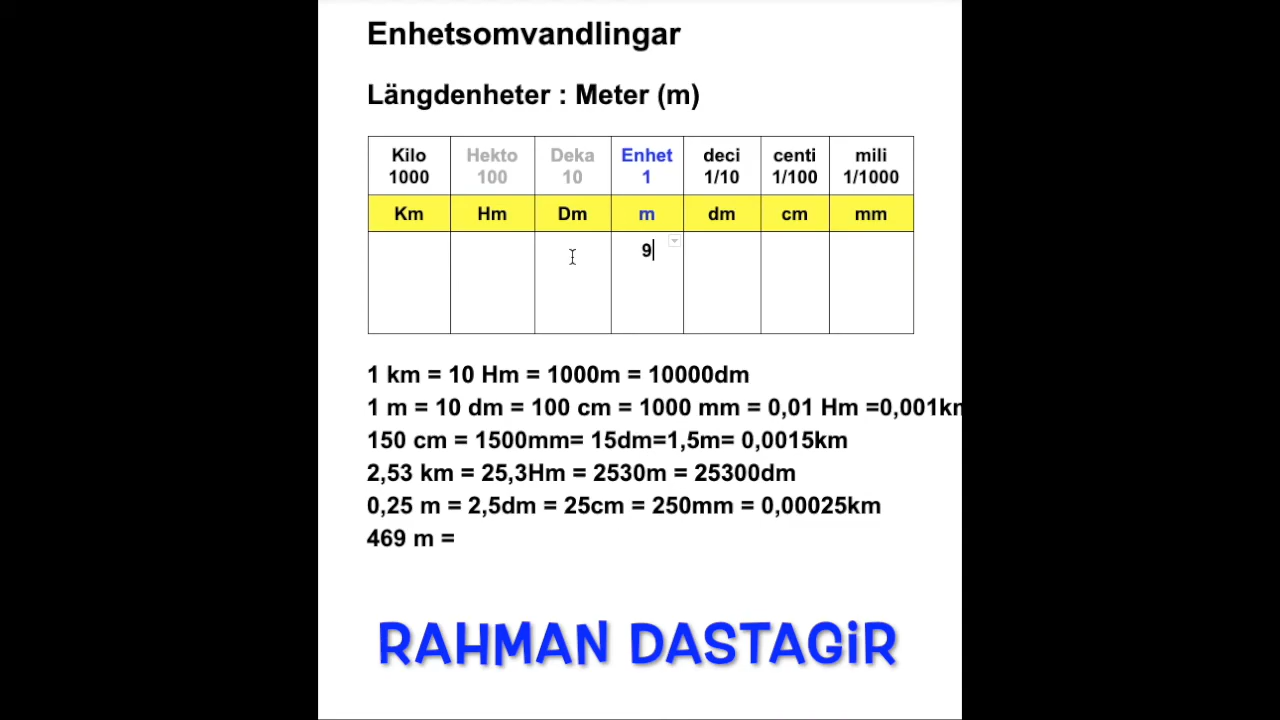 Enhetsomvandlingar
Längdenheter : Meter (m)
Kilo Hekto Deka Enhet deci centi mili
1000 100 10 1 1/10 1/100 1/1000
Km Hm Dm m dm cm mm
9
1 km = 10 Hm = 1000m = 10000dm
1 m = 10 dm = 100 cm = 1000 mm = 0,01 Hm =0,001km
150 cm = 1500mm= 15dm=1,5m= 0,0015km
2,53 km = 25,3Hm = 2530m = 25300dm
0,25 m = 2,5dm = 25cm = 250mm = 0,00025km
469 m =
RAHMAN DASTAGiR